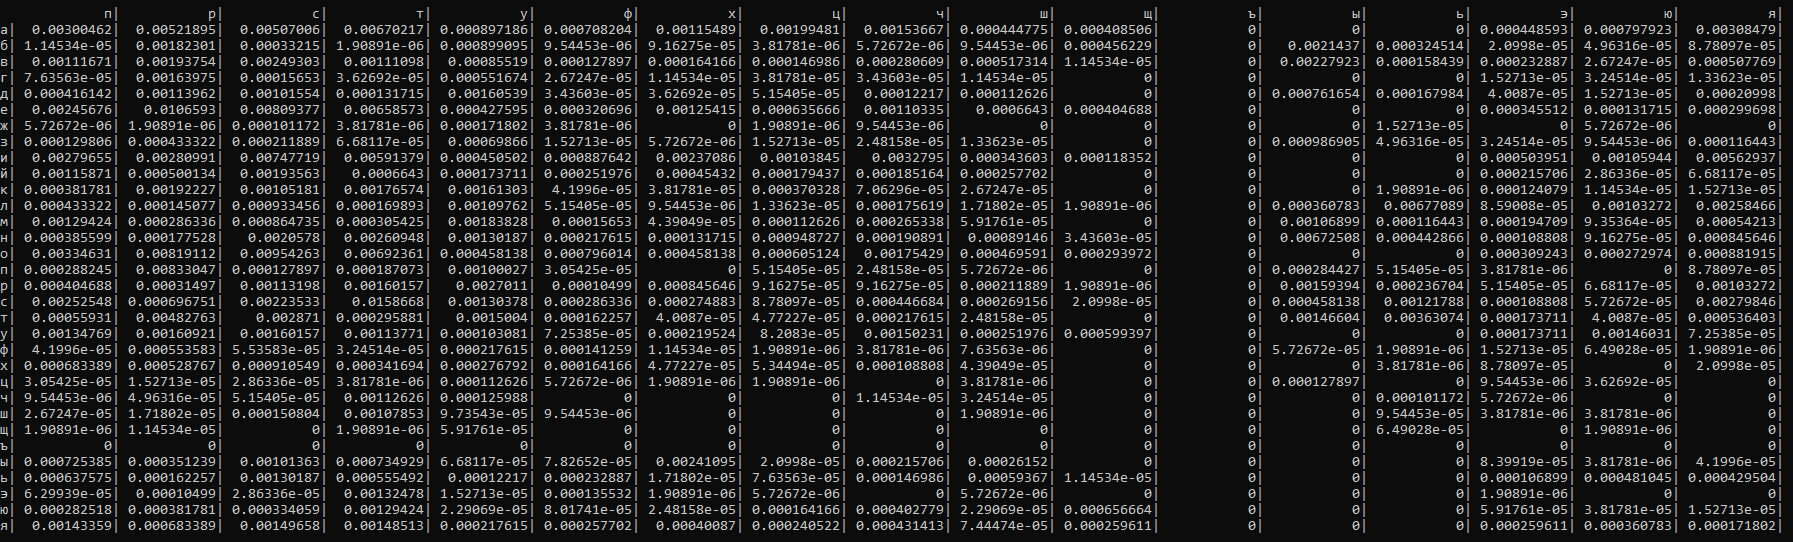 п| р| с| т| у| ф| х| ц| ч| ш| щ| ъ| ы| ь| э| ю| я|
а| 0.00300462| 0.00521895| 0.00507006| 0.00670217| 0.000897186| 0.000708204| 0.00115489| 0.00199481| 0.00153667| 0.000444775| 0.000408506| 0| 0| 0| 0.000448593| 0.000797923| 0.00308479|
б| 1.14534e-05| 0.00182301| 0.00033215| 1.90891e-06| 0.000899095| 9.54453e-06| 9.16275e-05| 3.81781e-06| 5.72672e-06| 9.54453e-06| 0.000456229| 0| 0.0021437| 0.000324514| 2.0998e-05| 4.96316e-05| 8.78097e-05|
в| 0.00111671| 0.00193754| 0.00249303| 0.00111098| 0.00085519| 0.000127897| 0.000164166| 0.000146986| 0.000280609| 0.000517314| 1.14534e-05| 0| 0.00227923| 0.000158439| 0.000232887| 2.67247e-05| 0.000507769|
г| 7.63563e-05| 0.00163975| 0.00015653| 3.62692e-05| 0.000551674| 2.67247e-05| 1.14534e-05| 3.81781e-06| 3.43603e-05| 1.14534e-05| 0| 0| 0| 0| 1.52713e-05| 3.24514e-05| 1.33623e-05|
д| 0.000416142| 0.00113962| 0.00101554| 0.000131715| 0.00160539| 3.43603e-05| 3.62692e-05| 5.15405e-05| 0.00012217| 0.000112626| 0| 0| 0.000761654| 0.000167984| 4.0087e-05| 1.52713e-05| 0.00020998|
е| 0.00245676| 0.0106593| 0.00809377| 0.00658573| 0.000427595| 0.000320696| 0.00125415| 0.000635666| 0.00110335| 0.0006643| 0.000404688| 0| 0| 0| 0.000345512| 0.000131715| 0.000299698|
ж| 5.72672e-06| 1.90891e-06| 0.000101172| 3.81781e-06| 0.000171802| 3.81781e-06| 0| 1.90891e-06| 9.54453e-06| 0| 0| 0| 0| 1.52713e-05| 0| 5.72672e-06| 0|
з| 0.000129806| 0.000433322| 0.000211889| 6.68117e-05| 0.00069866| 1.52713e-05| 5.72672e-06| 1.52713e-05| 2.48158e-05| 1.33623e-05| 0| 0| 0.000986905| 4.96316e-05| 3.24514e-05| 9.54453e-06| 0.000116443|
и| 0.00279655| 0.00280991| 0.00747719| 0.00591379| 0.000450502| 0.000887642| 0.00237086| 0.00103845| 0.0032795| 0.000343603| 0.000118352| 0| 0| 0| 0.000503951| 0.00105944| 0.00562937|
й| 0.00115871| 0.000500134| 0.00193563| 0.0006643| 0.000173711| 0.000251976| 0.00045432| 0.000179437| 0.000185164| 0.000257702| 0| 0| 0| 0| 0.000215706| 2.86336e-05| 6.68117e-05|
к| 0.000381781| 0.00192227| 0.00105181| 0.00176574| 0.00161303| 4.1996e-05| 3.81781e-05| 0.000370328| 7.06296e-05| 2.67247e-05| 0| 0| 0| 1.90891e-06| 0.000124079| 1.14534e-05| 1.52713e-05|
л| 0.000433322| 0.000145077| 0.000933456| 0.000169893| 0.00109762| 5.15405e-05| 9.54453e-06| 1.33623e-05| 0.000175619| 1.71802e-05| 1.90891e-06| 0| 0.000360783| 0.00677089| 8.59008e-05| 0.00103272| 0.00258466|
м| 0.00129424| 0.000286336| 0.000864735| 0.000305425| 0.00183828| 0.00015653| 4.39049e-05| 0.000112626| 0.000265338| 5.91761e-05| 0| 0| 0.00106899| 0.000116443| 0.000194709| 9.35364e-05| 0.00054213|
н| 0.000385599| 0.000177528| 0.0020578| 0.00260948| 0.00130187| 0.000217615| 0.000131715| 0.000948727| 0.000190891| 0.00089146| 3.43603e-05| 0| 0.00672508| 0.000442866| 0.000108808| 9.16275e-05| 0.000845646|
о| 0.00334631| 0.00819112| 0.00954263| 0.00692361| 0.000458138| 0.000796014| 0.000458138| 0.000605124| 0.00175429| 0.000469591| 0.000293972| 0| 0| 0| 0.000309243| 0.000272974| 0.000881915|
п| 0.000288245| 0.00833047| 0.000127897| 0.000187073| 0.00100027| 3.05425e-05| 0| 5.15405e-05| 2.48158e-05| 5.72672e-06| 0| 0| 0.000284427| 5.15405e-05| 3.81781e-06| 0| 8.78097e-05|
р| 0.000404688| 0.00031497| 0.00113198| 0.00160157| 0.0027011| 0.00010499| 0.000845646| 9.16275e-05| 9.16275e-05| 0.000211889| 1.90891e-06| 0| 0.00159394| 0.000236704| 5.15405e-05| 6.68117e-05| 0.00103272|
с| 0.00252548| 0.000696751| 0.00223533| 0.0158668| 0.00130378| 0.000286336| 0.000274883| 8.78097e-05| 0.000446684| 0.000269156| 2.0998e-05| 0| 0.000458138| 0.00121788| 0.000108808| 5.72672e-05| 0.00279846|
т| 0.00055931| 0.00482763| 0.002871| 0.000295881| 0.0015004| 0.000162257| 4.0087e-05| 4.77227e-05| 0.000217615| 2.48158e-05| 0| 0| 0.00146604| 0.00363074| 0.000173711| 4.0087e-05| 0.000536403|
у| 0.00134769| 0.00160921| 0.00160157| 0.00113771| 0.000103081| 7.25385e-05| 0.000219524| 8.2083e-05| 0.00150231| 0.000251976| 0.000599397| 0| 0| 0| 0.000173711| 0.00146031| 7.25385e-05|
ф| 4.1996e-05| 0.000553583| 5.53583e-05| 3.24514e-05| 0.000217615| 0.000141259| 1.14534e-05| 1.90891e-06| 3.81781e-06| 7.63563e-06| 0| 0| 5.72672e-05| 1.90891e-06| 1.52713e-05| 6.49028e-05| 1.90891e-06|
х| 0.000683389| 0.000528767| 0.000910549| 0.000341694| 0.000276792| 0.000164166| 4.77227e-05| 5.34494e-05| 0.000108808| 4.39049e-05| 0| 0| 0| 3.81781e-06| 8.78097e-05| 0| 2.0998e-05|
ц| 3.05425e-05| 1.52713e-05| 2.86336e-05| 3.81781e-06| 0.000112626| 5.72672e-06| 1.90891e-06| 1.90891e-06| 0| 3.81781e-06| 0| 0| 0.000127897| 0| 9.54453e-06| 3.62692e-05| 0|
ч| 9.54453e-06| 4.96316e-05| 5.15405e-05| 0.00112626| 0.000125988| 0| 0| 0| 1.14534e-05| 3.24514e-05| 0| 0| 0| 0.000101172| 5.72672e-06| 0| 0|
ш| 2.67247e-05| 1.71802e-05| 0.000150804| 0.00107853| 9.73543e-05| 9.54453e-06| 0| 0| 0| 1.90891e-06| 0| 0| 0| 9.54453e-05| 3.81781e-06| 3.81781e-06| 0|
щ| 1.90891e-06| 1.14534e-05| 0| 1.90891e-06| 5.91761e-05| 0| 0| 0| 0| 0| 0| 0| 0| 6.49028e-05| 0| 1.90891e-06| 0|
ъ| 0| 0| 0| 0| 0| 0| 0| 0| 0| 0| 0| 0| 0| 0| 0| 0| 0|
ы| 0.000725385| 0.000351239| 0.00101363| 0.000734929| 6.68117e-05| 7.82652e-05| 0.00241095| 2.0998e-05| 0.000215706| 0.00026152| 0| 0| 0| 0| 8.39919e-05| 3.81781e-06| 4.1996e-05|
ь| 0.000637575| 0.000162257| 0.00130187| 0.000555492| 0.00012217| 0.000232887| 1.71802e-05| 7.63563e-05| 0.000146986| 0.00059367| 1.14534e-05| 0| 0| 0| 0.000106899| 0.000481045| 0.000429504|
э| 6.29939e-05| 0.00010499| 2.86336e-05| 0.00132478| 1.52713e-05| 0.000135532| 1.90891e-06| 5.72672e-06| 0| 5.72672e-06| 0| 0| 0| 0| 1.90891e-06| 0| 0|
ю| 0.000282518| 0.000381781| 0.000334059| 0.00129424| 2.29069e-05| 8.01741e-05| 2.48158e-05| 0.000164166| 0.000402779| 2.29069e-05| 0.000656664| 0| 0| 0| 5.91761e-05| 3.81781e-05| 1.52713e-05|
я| 0.00143359| 0.000683389| 0.00149658| 0.00148513| 0.000217615| 0.000257702| 0.00040087| 0.000240522| 0.000431413| 7.44474e-05| 0.000259611| 0| 0| 0| 0.000259611| 0.000360783| 0.000171802|